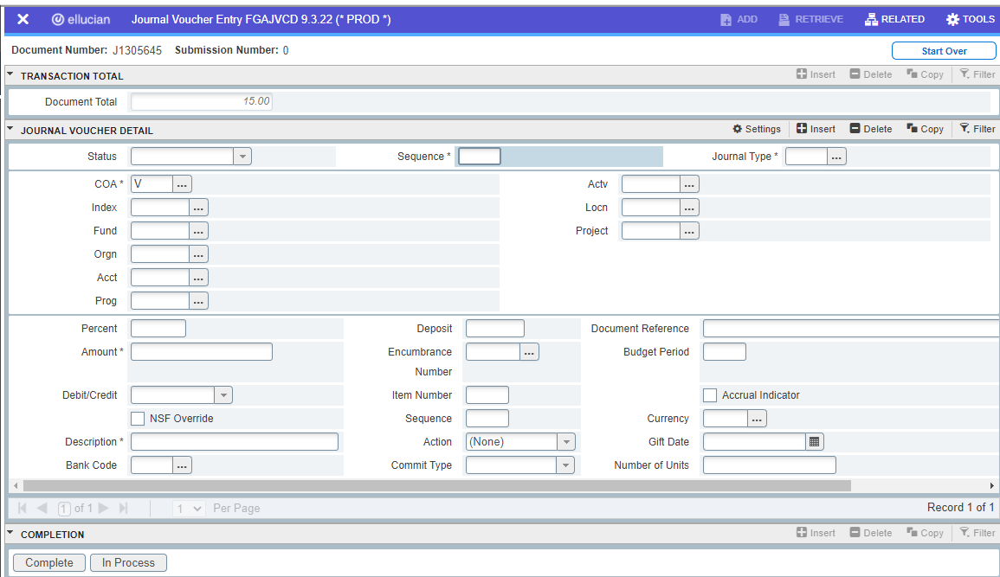 ellucian Journal Voucher Entry FGAJVCD 9.3.22 (* PROD *) ADD RETRIEVE RELATED TOOLS
Document Number: J1305645 Submission Number: 0 Start Over
TRANSACTION TOTAL Insert Delete Copy Filter
Document Total 15.00
JOURNAL VOUCHER DETAIL Settings Insert Delete Copy Filter
Status Sequence * Journal Type * ...
COA * V ... Actv ...
Index ... Locn ...
Fund ... Project ...
Orgn ...
Acct ...
Prog ...
Percent Deposit Document Reference
Amount * Encumbrance ... Budget Period
Number
Debit/Credit Item Number Accrual Indicator
NSF Override Sequence Currency ...
Description * Action (None) Gift Date
Bank Code ... Commit Type Number of Units
1 of 1 1 Per Page Record 1 of 1
COMPLETION Insert Delete Copy Filter
Complete In Process